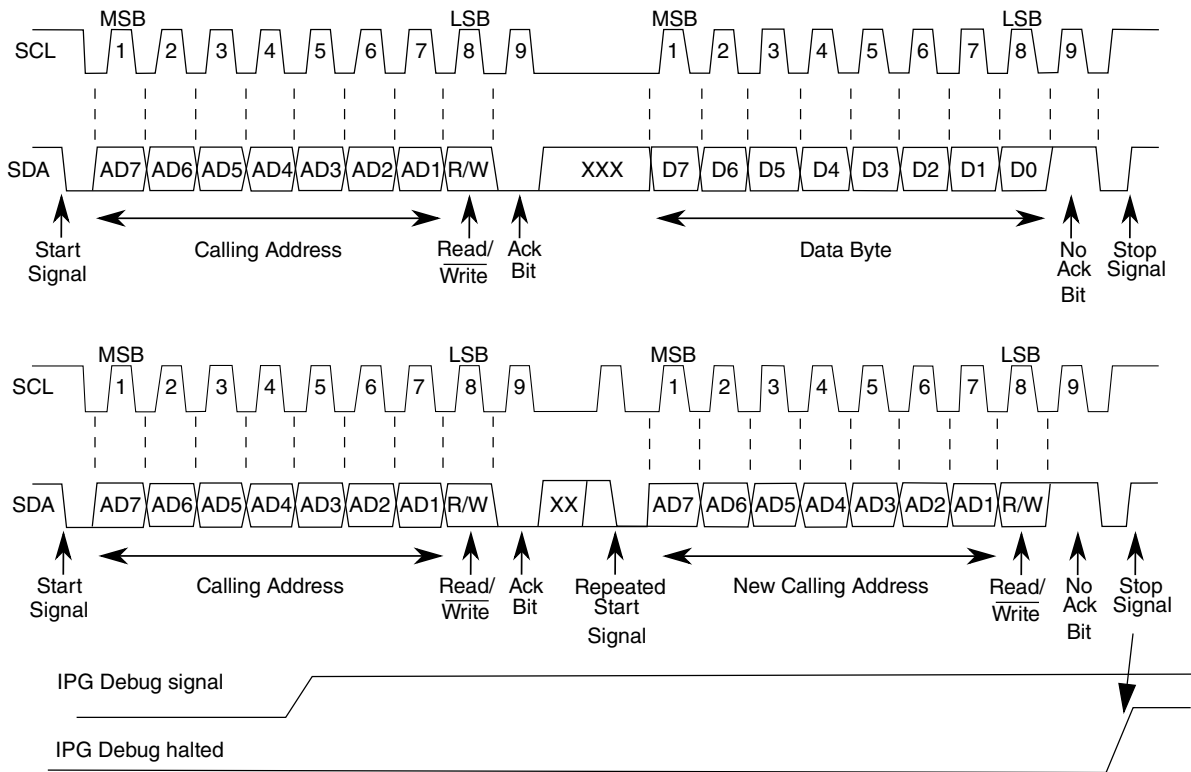 MSB LSB MSB LSB
SCL 1 2 3 4 5 6 7 8 9 1 2 3 4 5 6 7 8 9
SDA AD7 AD6 AD5 AD4 AD3 AD2 AD1 R/W XXX D7 D6 D5 D4 D3 D2 D1 D0
Start Calling Address Read/ Ack Data Byte No Stop
Signal Write Bit Ack Signal
Bit
MSB LSB MSB LSB
SCL 1 2 3 4 5 6 7 8 9 1 2 3 4 5 6 7 8 9
SDA AD7 AD6 AD5 AD4 AD3 AD2 AD1 R/W XX AD7 AD6 AD5 AD4 AD3 AD2 AD1 R/W
Start Calling Address Read/ Ack Repeated New Calling Address Read/ No Stop
Signal Write Bit Start Write Ack Signal
Signal Bit
IPG Debug signal
IPG Debug halted